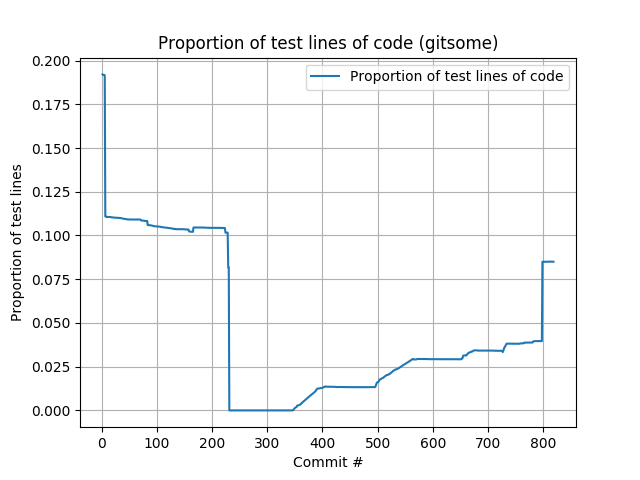 Proportion of test lines of code (gitsome)
Proportion of test lines of code
Proportion of test lines
0.200
0.175
0.150
0.125
0.100
0.075
0.050
0.025
0.000
0 100 200 300 400 500 600 700 800
Commit #